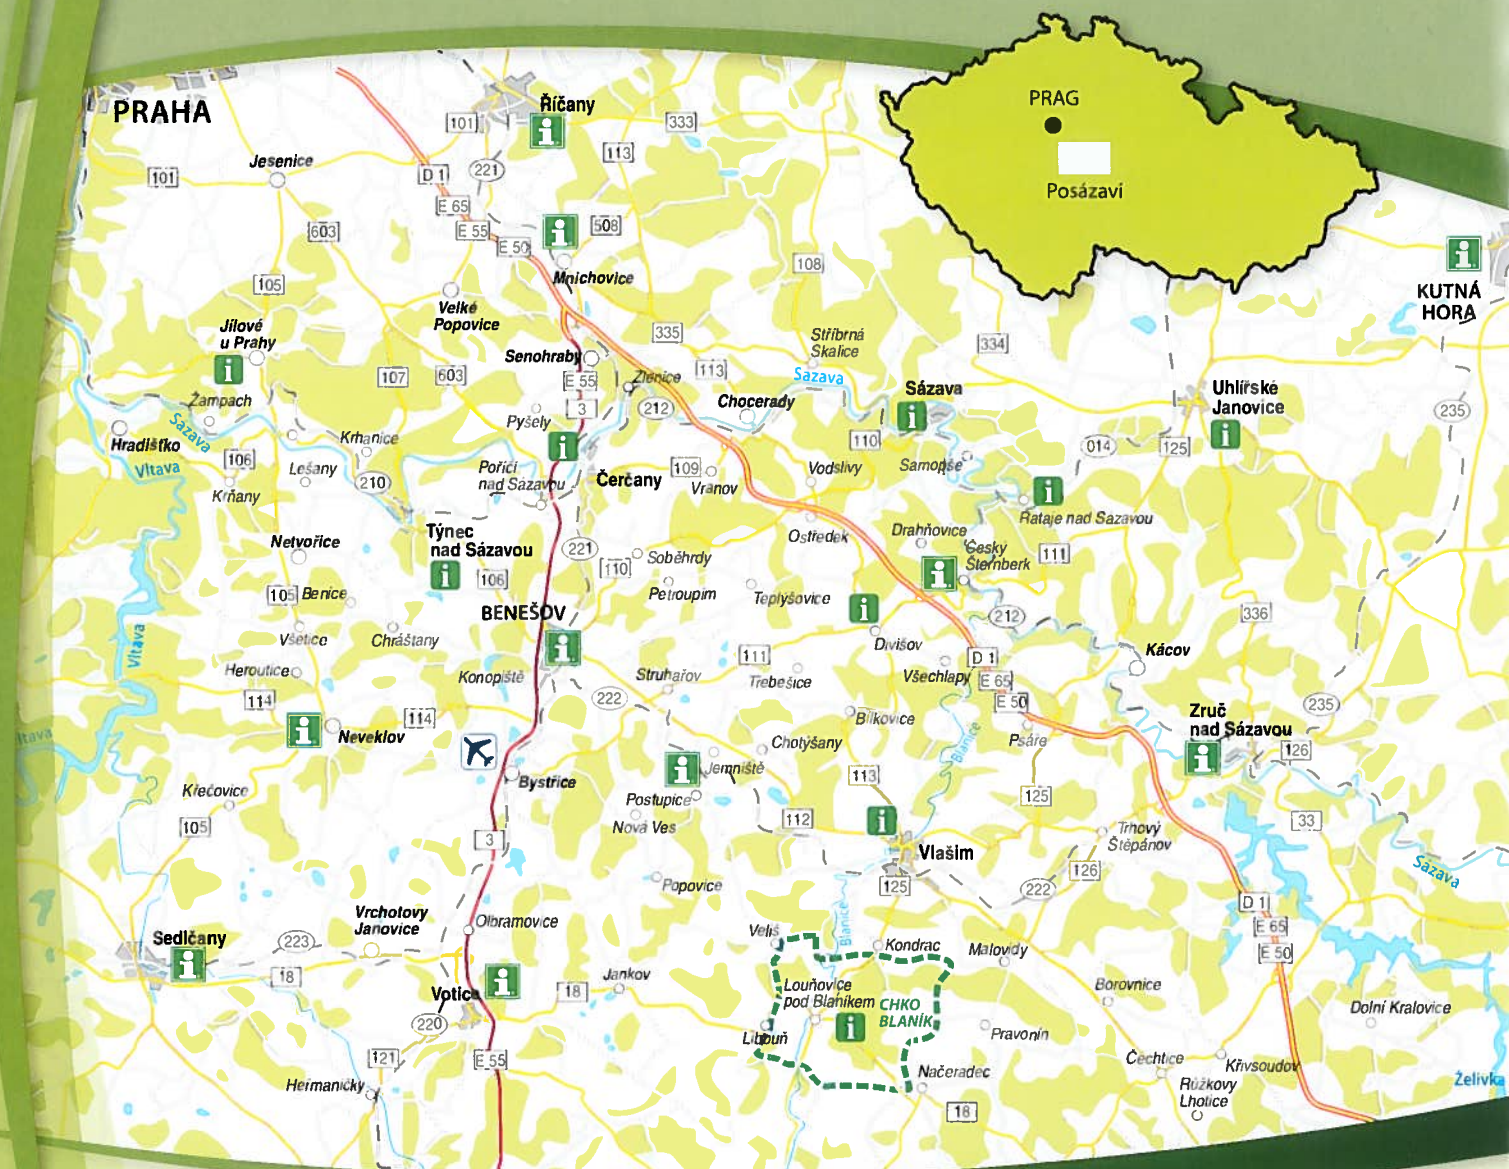 PRAG
Posázaví
PRAHA
Říčany
101
333
113
Jesenice
101
D 1
221
E 65
603
E 55
E 50
508
Mnichovice
108
KUTNÁ
HORA
105
Velké
Popovice
Jílové
u Prahy
335
Stříbrná
Skalice
334
Senohraby
107
603
E 55
113
Zlenice
Sázava
Sázava
Uhlířské
Janovice
Žampach
3
212
Chocerady
235
Pyšely
Sázava
Hradišťko
Krhanice
110
014
125
Vltava
106
Lešany
210
Poříčí
nad Sázavou
Čerčany
109
Vranov
Vodslivy
Samopše
Krňany
Rataje nad Sázavou
Týnec
nad Sázavou
Netvořice
Ostředek
Drahňovice
Český
Šternberk
111
221
110
Soběhrdy
106
105
Benice
Petroupim
Teplýšovice
BENEŠOV
212
336
Vltava
Všetice
Chrášťany
Divišov
Kácov
Heroutice
Konopiště
Struhařov
111
Třebešice
Všechlapy
D 1
E 65
E 50
114
222
114
Neveklov
Bílkovice
Blanice
Psáře
235
Zruč
nad Sázavou
126
Vltava
Chotýšany
Jemniště
Bystřice
Křečovice
Postupice
113
125
105
Nová Ves
112
3
Vlašim
Trhový
Štěpánov
33
126
Sázava
Popovice
125
222
D 1
E 65
E 50
Vrchotovy
Janovice
Olbramovice
Sedlčany
223
Veliš
Blanice
Kondrac
Malovidy
18
Votice
18
Jankov
Louňovice
pod Blaníkem
CHKO
BLANÍK
Borovnice
Dolní Kralovice
220
Libouň
Pravonín
121
E 55
Čechtice
Křivsoudov
Heřmaničky
Načeradec
Růžkovy
Lhotice
Želivka
18